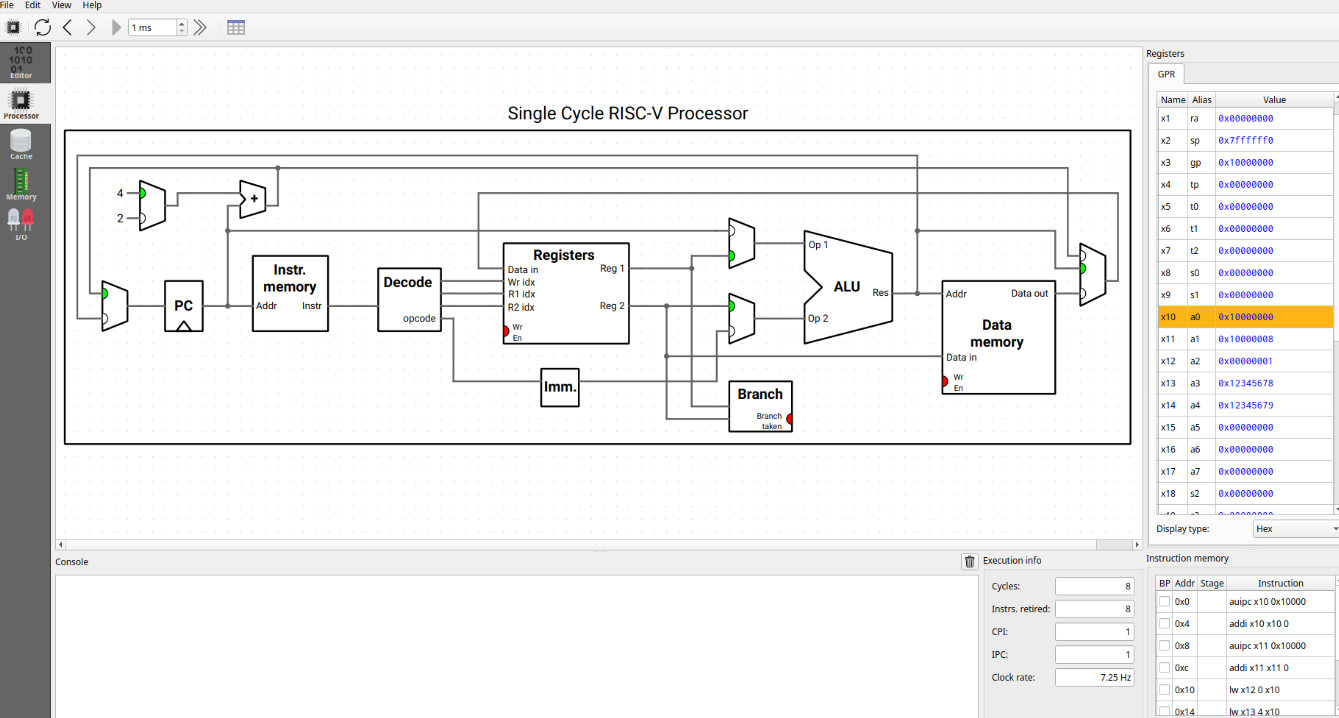 File Edit View Help
1 ms
Editor
Processor
Cache
Memory
I/O
Single Cycle RISC-V Processor
4
2
+
PC
Instr.
memory
Addr
Instr
Decode
opcode
Registers
Data in
Wr idx
R1 idx
R2 idx
Wr
En
Reg 1
Reg 2
Imm.
Op 1
Op 2
ALU
Res
Branch
Branch
taken
Addr
Data out
Data
memory
Data in
Wr
En
Registers
GPR
Name Alias Value
x1 ra 0x00000000
x2 sp 0x7ffffff0
x3 gp 0x10000000
x4 tp 0x00000000
x5 t0 0x00000000
x6 t1 0x00000000
x7 t2 0x00000000
x8 s0 0x00000000
x9 s1 0x00000000
x10 a0 0x10000000
x11 a1 0x10000008
x12 a2 0x00000001
x13 a3 0x12345678
x14 a4 0x12345679
x15 a5 0x00000000
x16 a6 0x00000000
x17 a7 0x00000000
x18 s2 0x00000000
Display type: Hex
Console
Execution info
Cycles: 8
Instrs. retired: 8
CPI: 1
IPC: 1
Clock rate: 7.25 Hz
Instruction memory
BP Addr Stage Instruction
0x0 auipc x10 0x10000
0x4 addi x10 x10 0
0x8 auipc x11 0x10000
0xc addi x11 x11 0
0x10 lw x12 0 x10
0x14 lw x13 4 x10